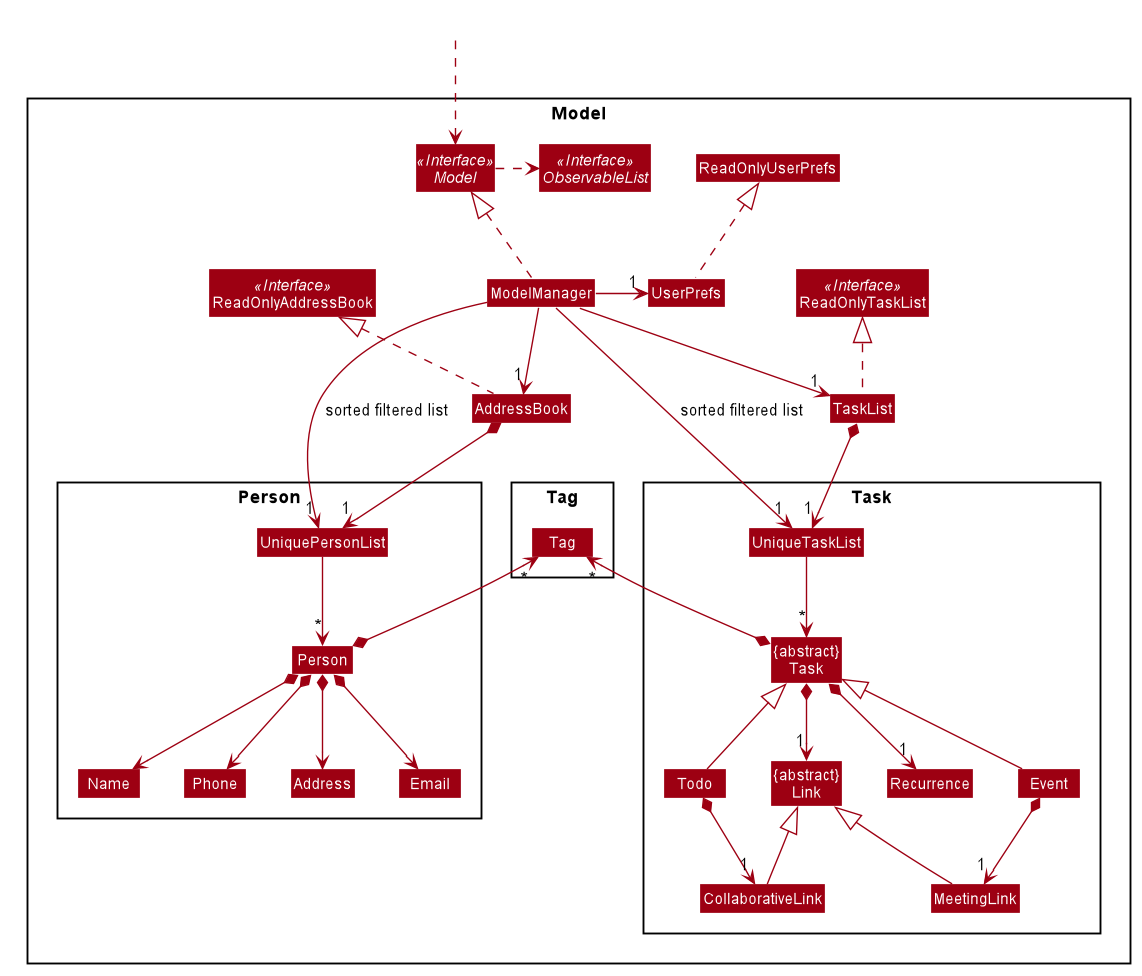 Model
«Interface»
Model
«Interface»
ObservableList
ReadOnlyUserPrefs
«Interface»
ReadOnlyAddressBook
ModelManager
1
UserPrefs
«Interface»
ReadOnlyTaskList
1
1
sorted filtered list
AddressBook
sorted filtered list
TaskList
Person
Tag
Task
1
1
1
1
UniquePersonList
Tag
UniqueTaskList
*
*
*
*
Person
{abstract}
Task
1
1
Name
Phone
Address
Email
Todo
{abstract}
Link
Recurrence
Event
1
1
CollaborativeLink
MeetingLink